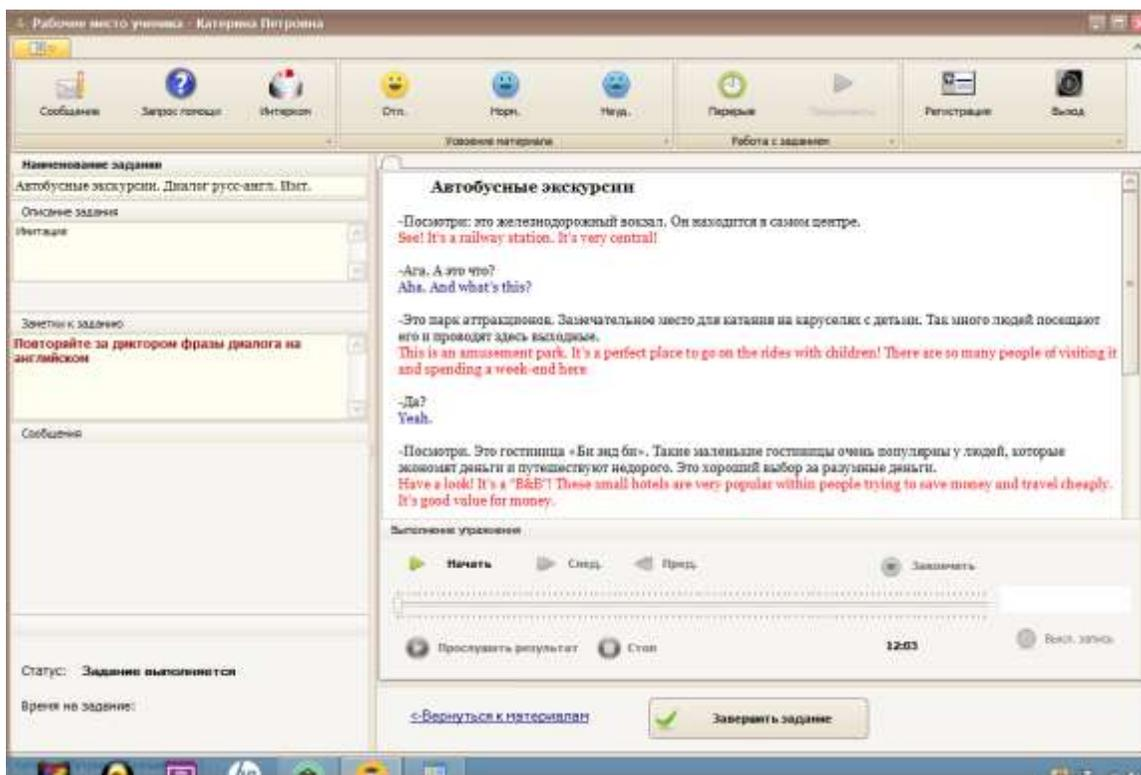 Рабочее место ученика - Катерина Петровна
Сообщение
Запрос помощи
Интерком
Отл.
Норм.
Неуд.
Перерыв
Регистрация
Выход
Усвоение материала
Работа с заданием
Наименование задания
Автобусные экскурсии. Диалог русс-англ. Имт.
Описание задания
Имитация
Заметки к заданию
Повторяйте за диктором фразы диалога на
английском
Сообщения
Статус: Задание выполняется
Время на задание:
Автобусные экскурсии
-Посмотри: это железнодорожный вокзал. Он находится в самом центре.
See! It's a railway station. It's very central!
-Ага. А это что?
Aha. And what's this?
-Это парк аттракционов. Замечательное место для катания на каруселях с детьми. Так много людей посещают
его и проводят здесь выходные.
This is an amusement park. It's a perfect place to go on the rides with children! There are so many people of visiting it
and spending a week-end here
-Да?
Yeah.
-Посмотри. Это гостиница «Би энд би». Такие маленькие гостиницы очень популярны у людей, которые
экономят деньги и путешествуют недорого. Это хороший выбор за разумные деньги.
Have a look! It's a "B&B"! These small hotels are very popular within people trying to save money and travel cheaply.
It's good value for money.
Выполнение упражнения
Начать След. Пред. Закончить
Прослушать результат Стоп 12:03 Выкл. запись
<-Вернуться к материалам Завершить задание
hp